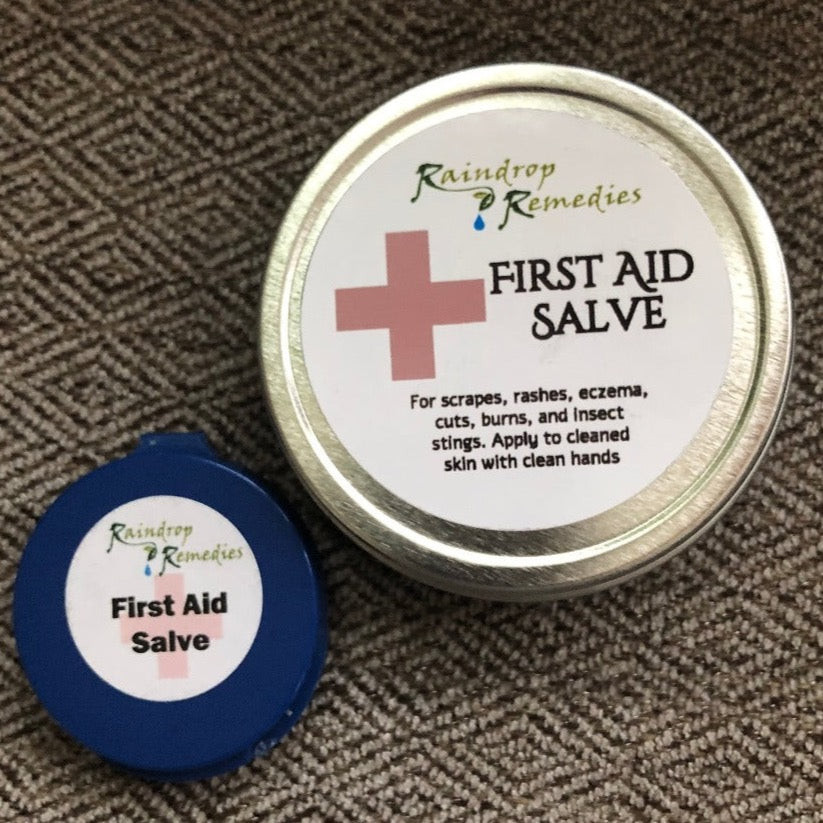 Raindrop
Remedies
First Aid
Salve
For scrapes, rashes, eczema,
cuts, burns, and insect
stings. Apply to cleaned
skin with clean hands
Raindrop
Remedies
First Aid
Salve